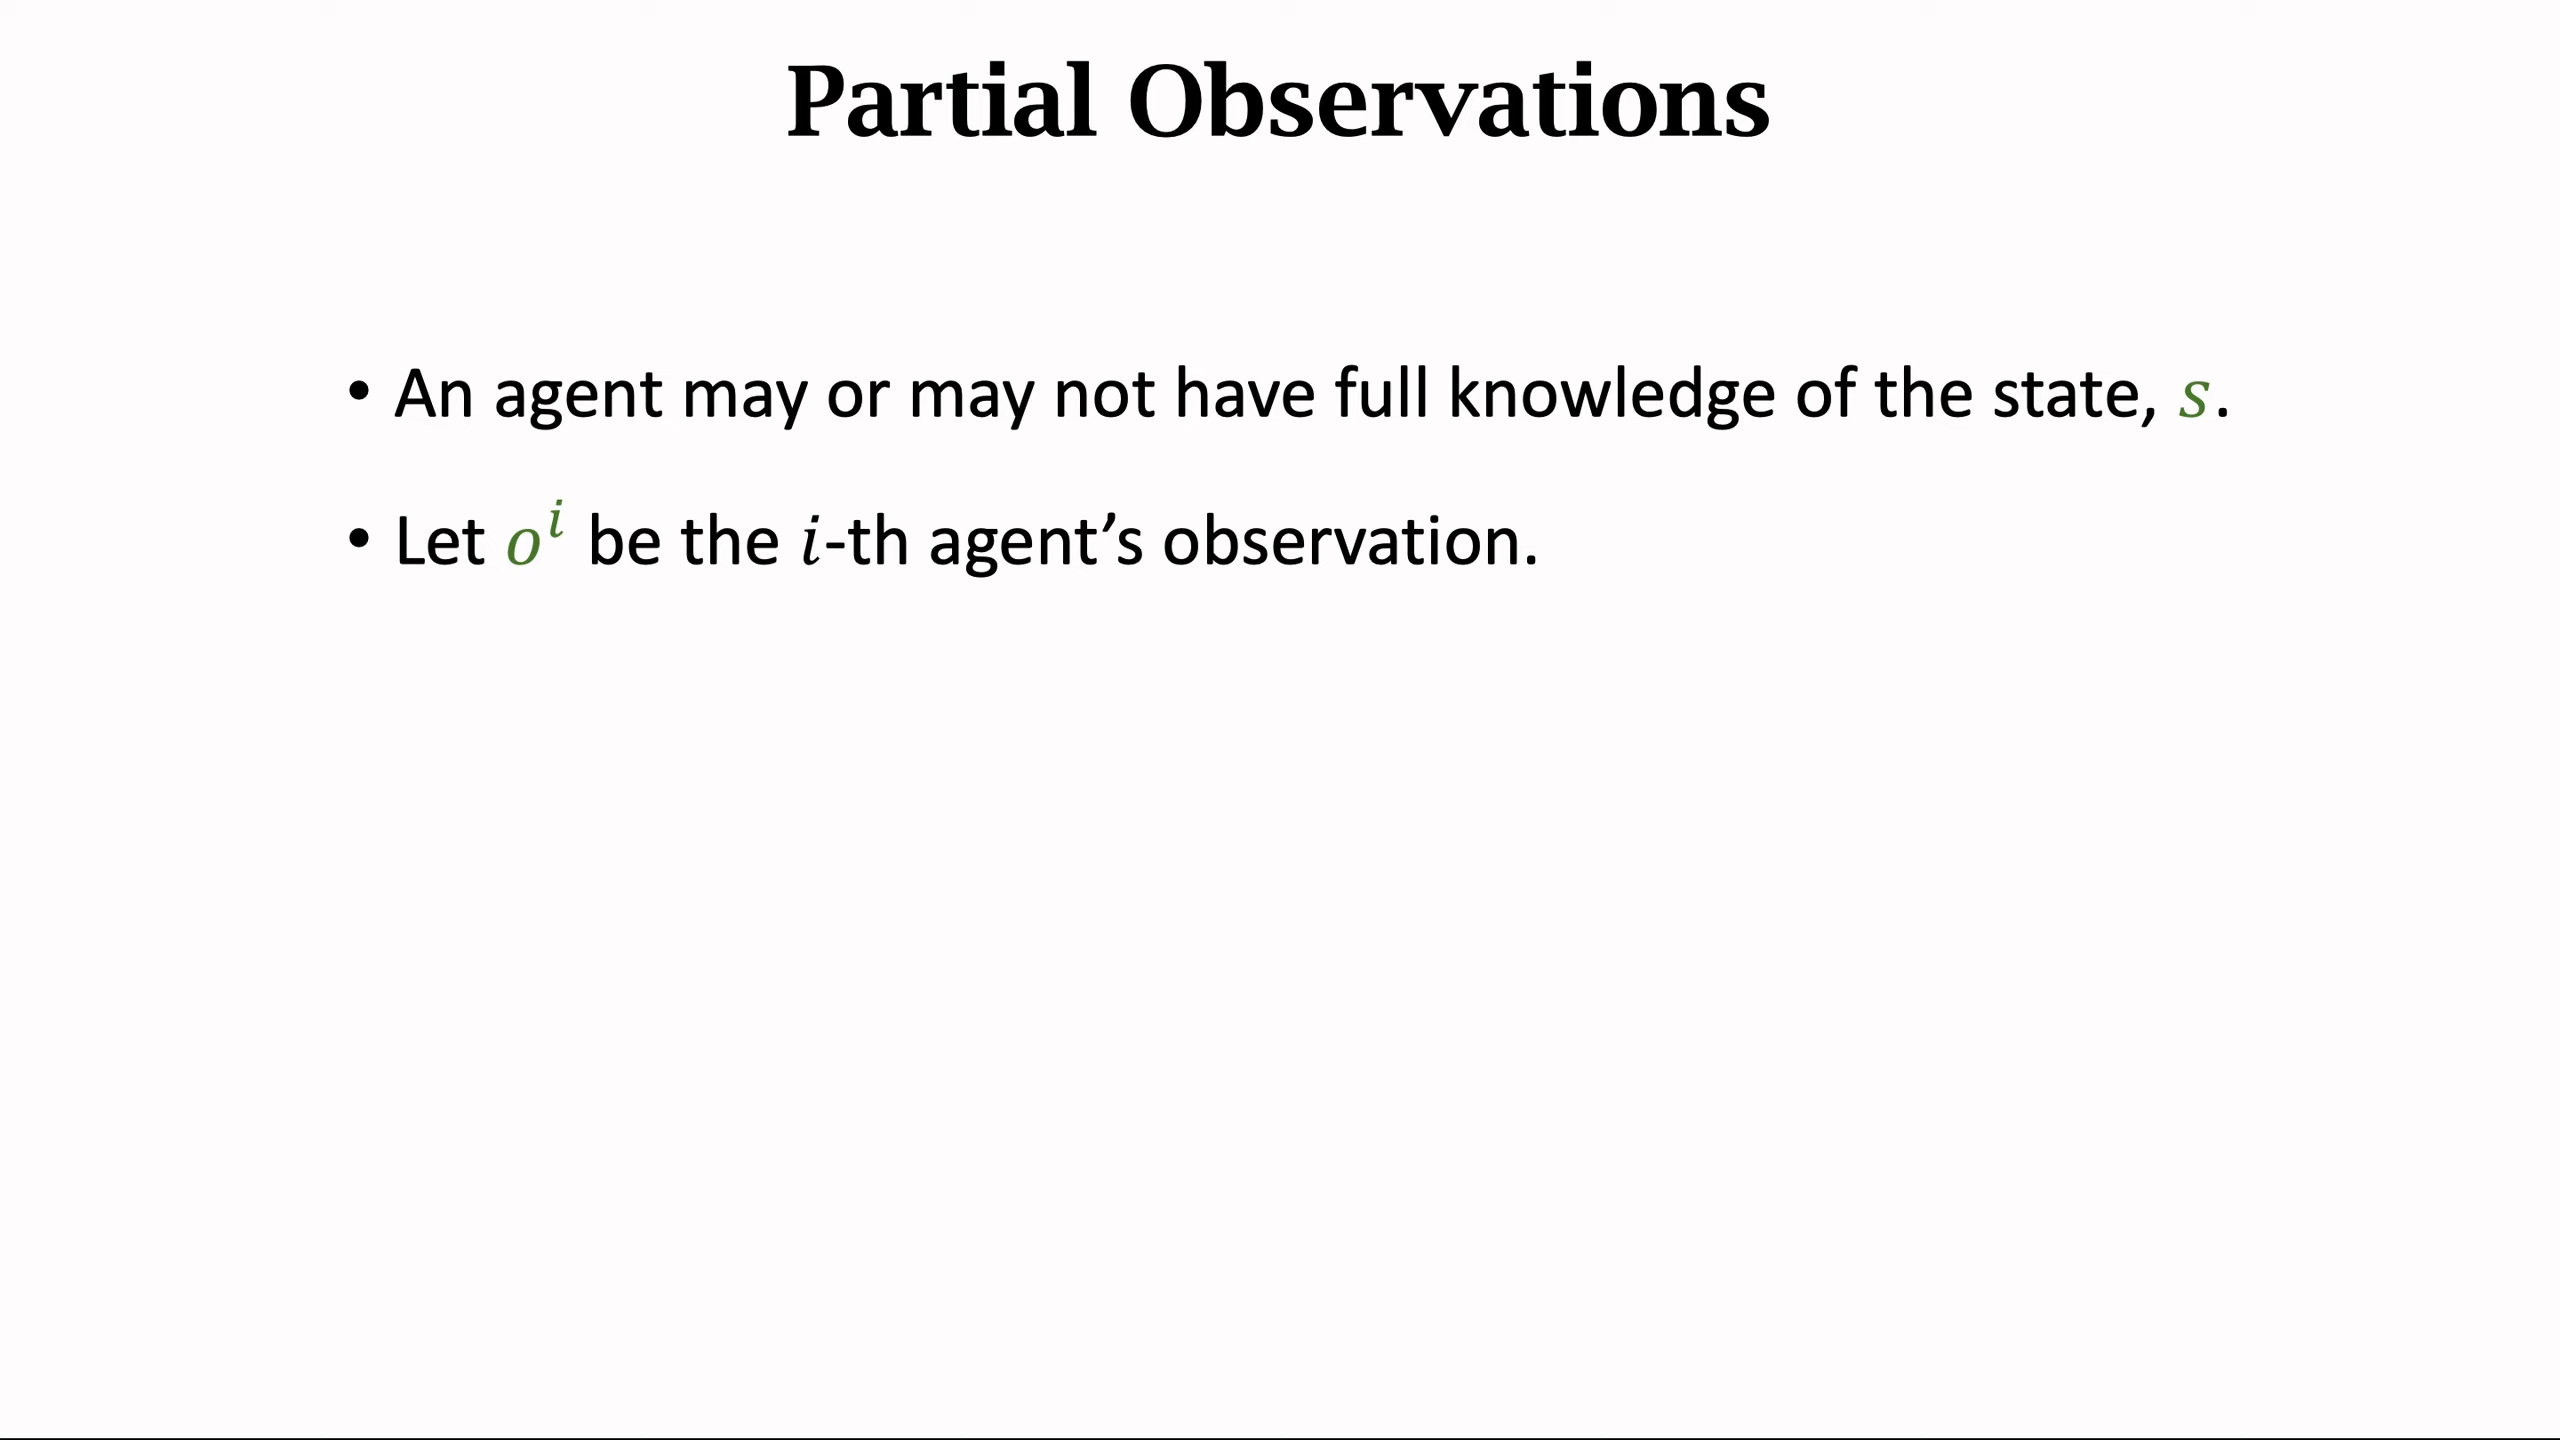 Partial Observations
• An agent may or may not have full knowledge of the state, s.
• Let oⁱ be the i-th agent’s observation.